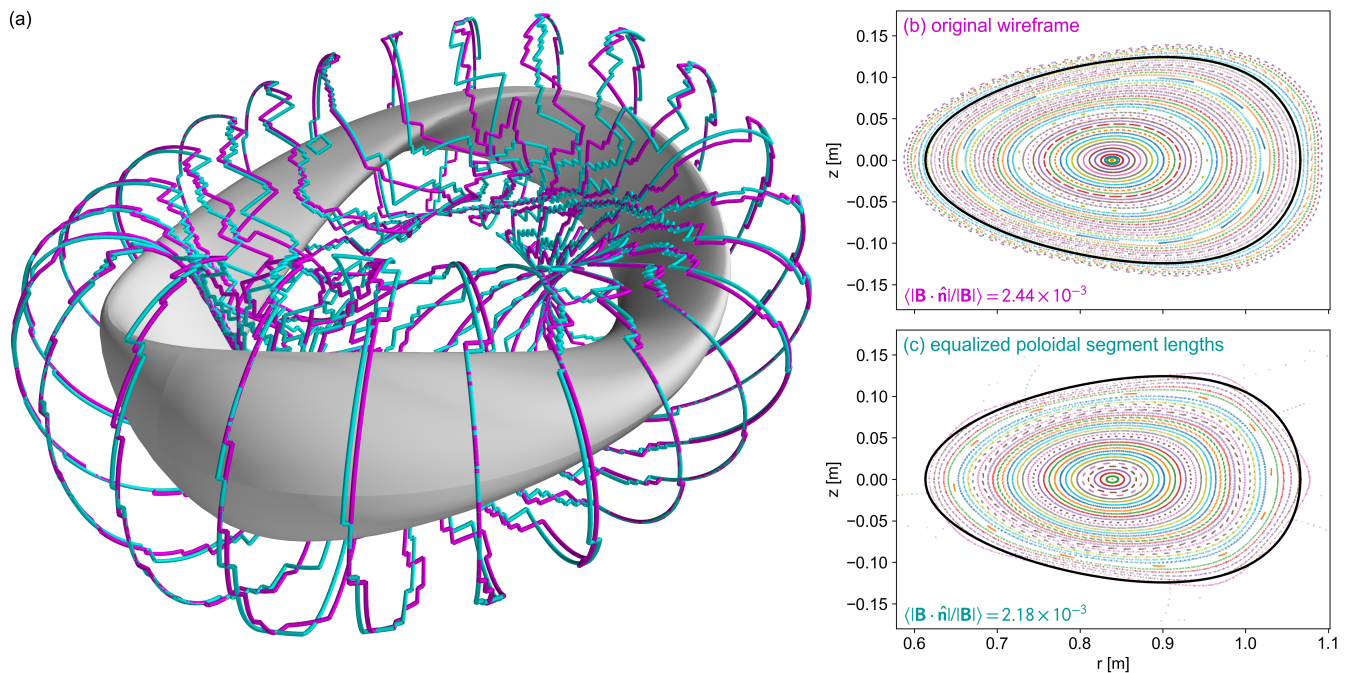 (a)
(b) original wireframe
0.15
0.10
0.05
0.00
−0.05
−0.10
−0.15
z [m]
⟨|B · n̂|/|B|⟩ = 2.44 × 10⁻³
(c) equalized poloidal segment lengths
0.15
0.10
0.05
0.00
−0.05
−0.10
−0.15
z [m]
⟨|B · n̂|/|B|⟩ = 2.18 × 10⁻³
0.6 0.7 0.8 0.9 1.0 1.1
r [m]